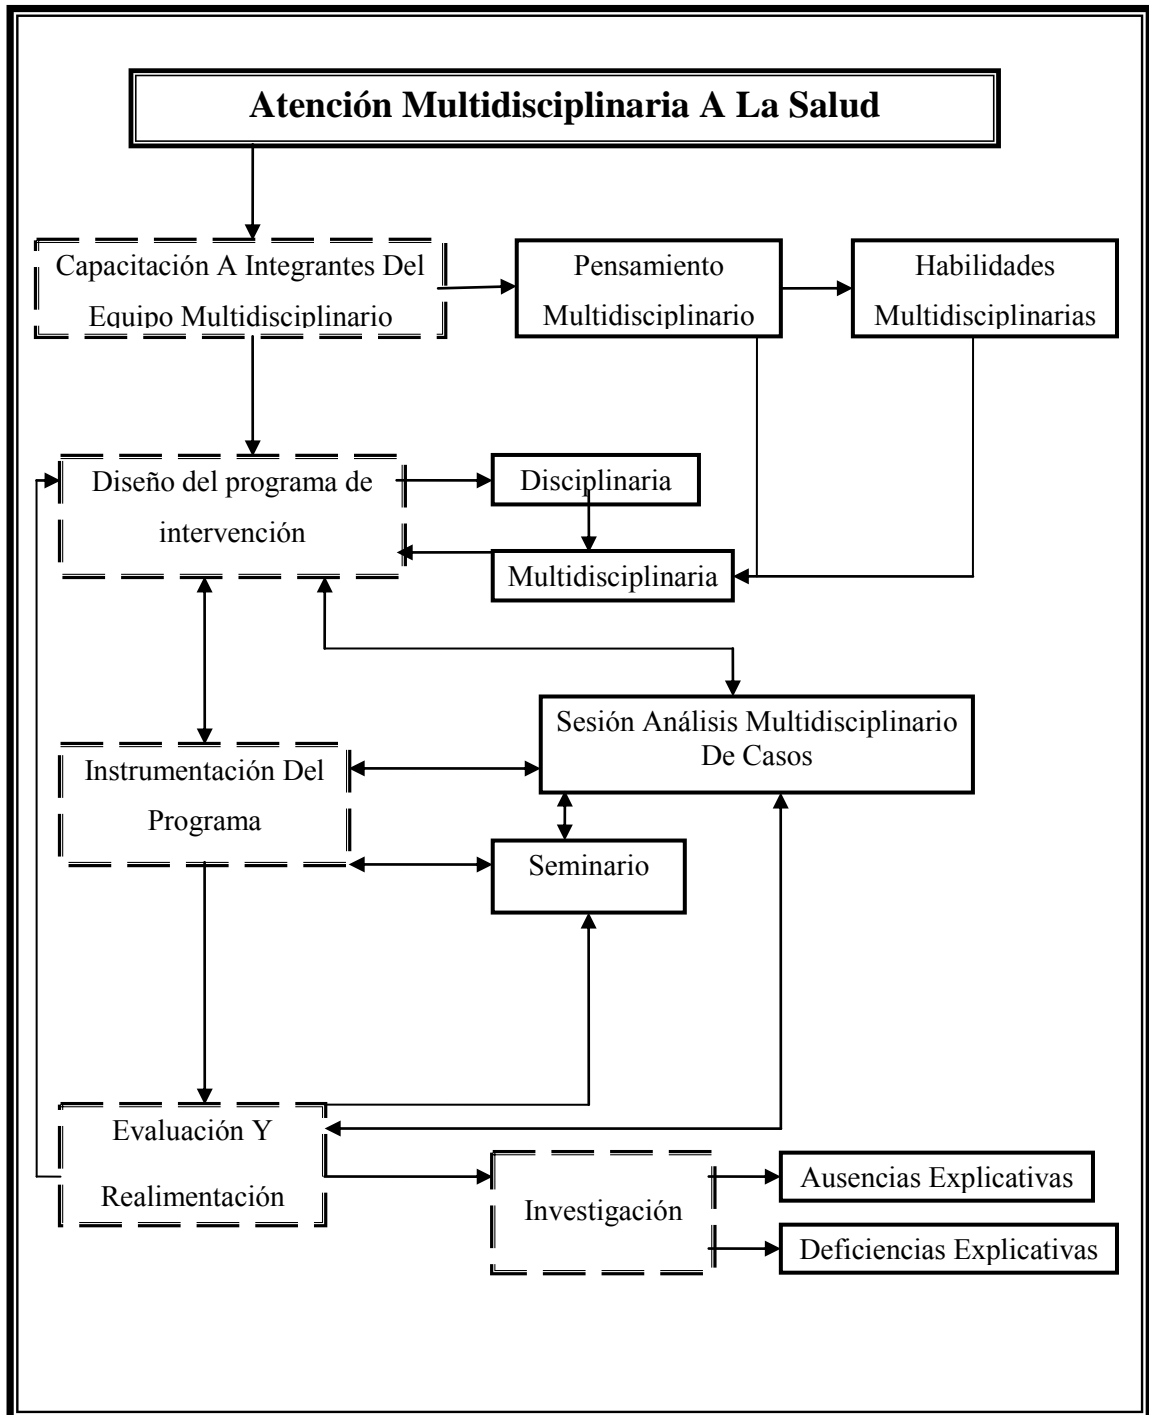 Atención Multidisciplinaria A La Salud
Capacitación A Integrantes Del
Equipo Multidisciplinario
Pensamiento
Multidisciplinario
Habilidades
Multidisciplinarias
Diseño del programa de
intervención
Disciplinaria
Multidisciplinaria
Sesión Análisis Multidisciplinario
De Casos
Instrumentación Del
Programa
Seminario
Evaluación Y
Realimentación
Investigación
Ausencias Explicativas
Deficiencias Explicativas